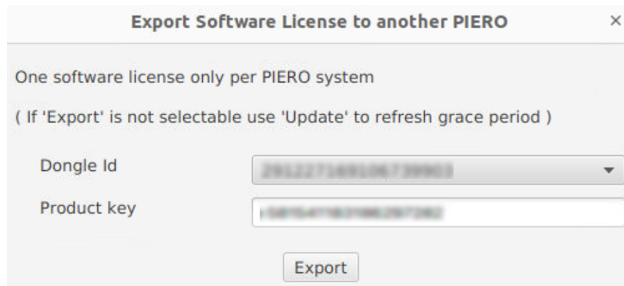 Export Software License to another PIERO
One software license only per PIERO system
( If 'Export' is not selectable use 'Update' to refresh grace period )
Dongle Id
Product key
Export